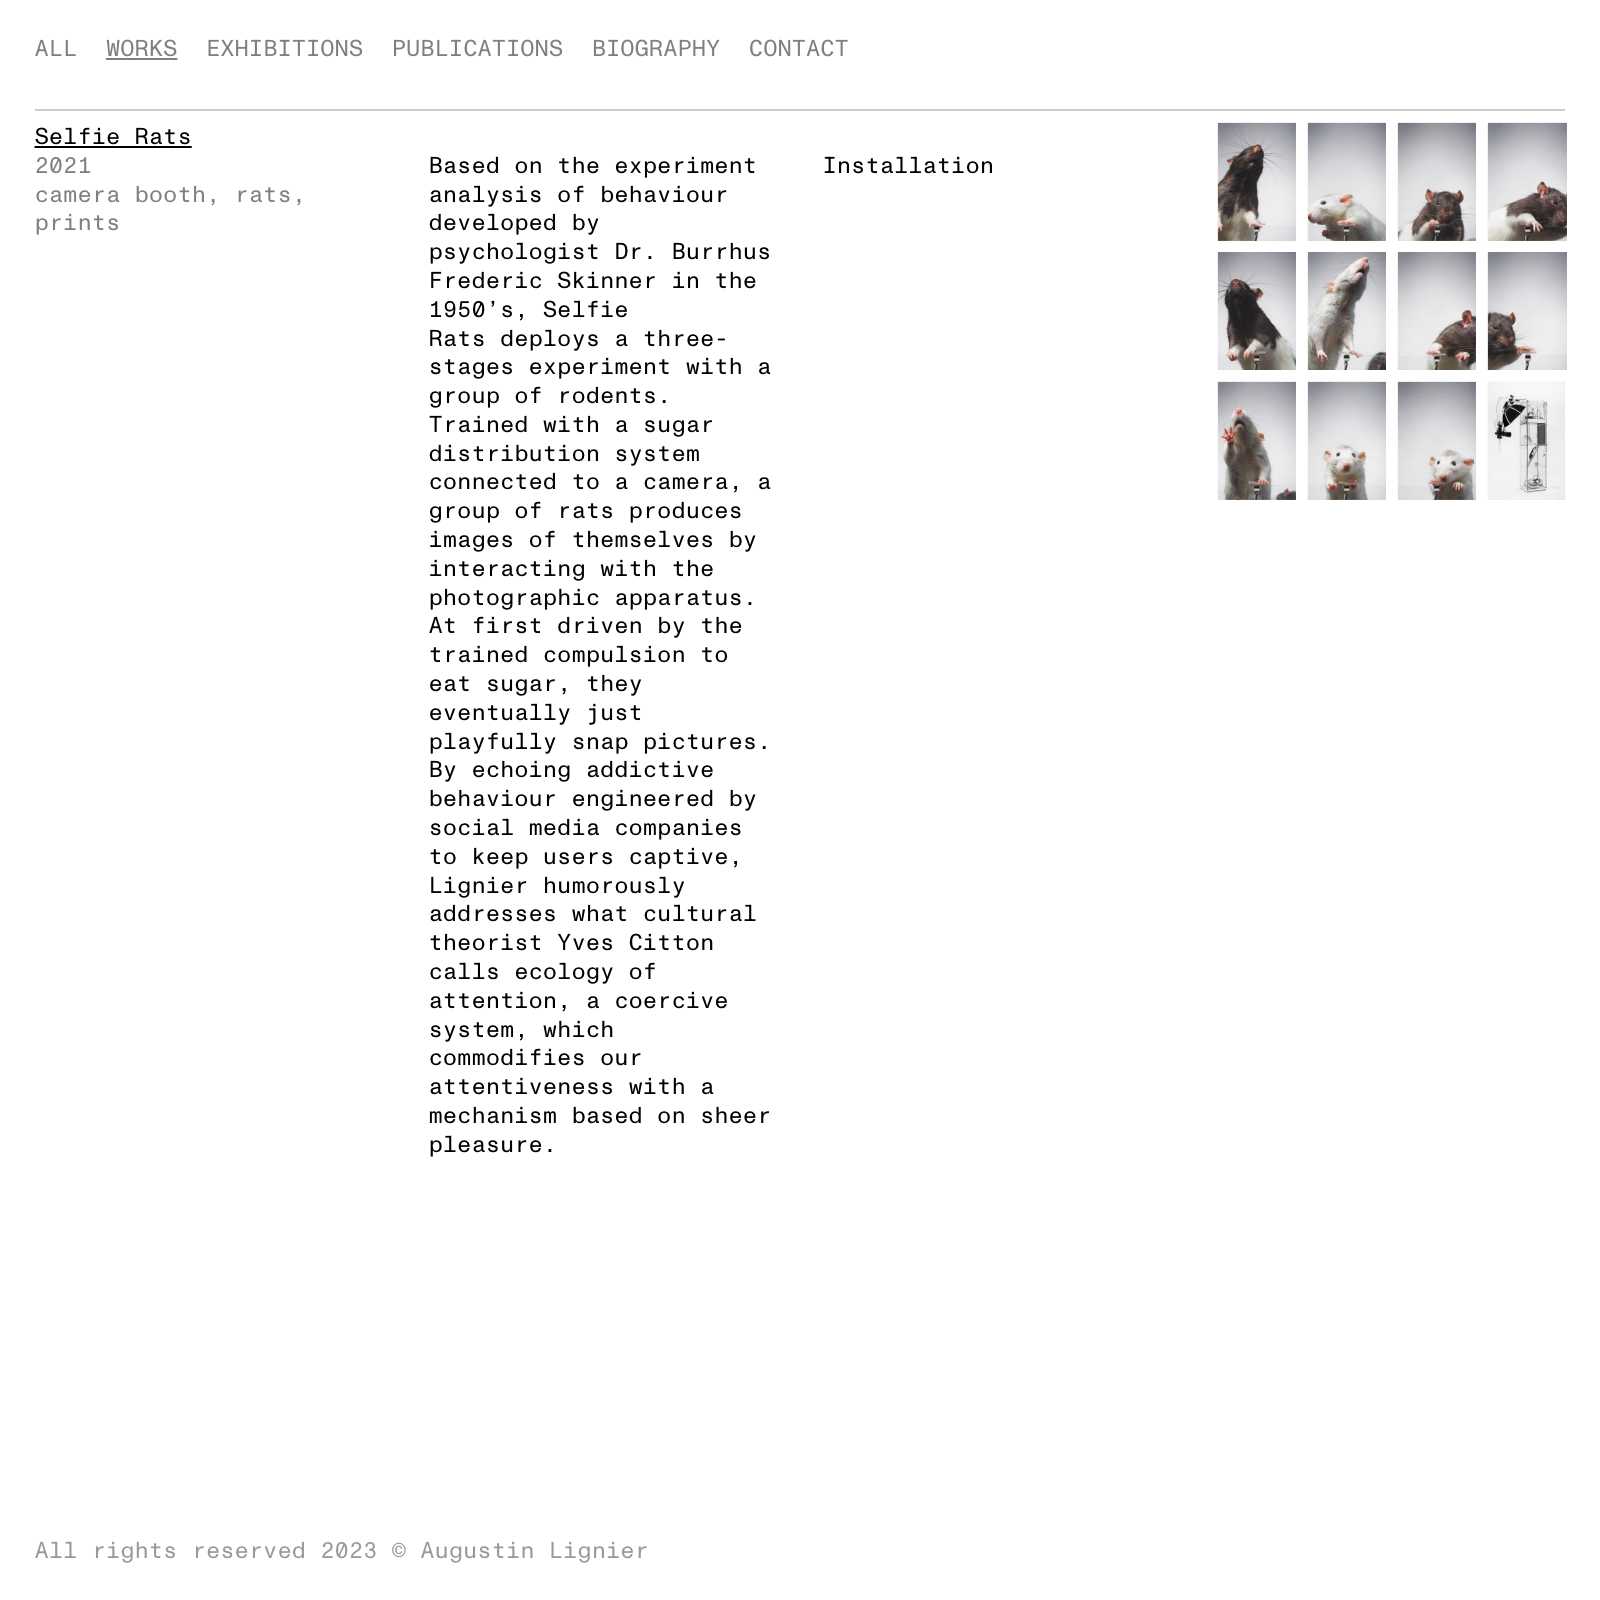 ALL WORKS EXHIBITIONS PUBLICATIONS BIOGRAPHY CONTACT
Selfie Rats
2021
camera booth, rats,
prints
Based on the experiment
analysis of behaviour
developed by
psychologist Dr. Burrhus
Frederic Skinner in the
1950’s, Selfie
Rats deploys a three-
stages experiment with a
group of rodents.
Trained with a sugar
distribution system
connected to a camera, a
group of rats produces
images of themselves by
interacting with the
photographic apparatus.
At first driven by the
trained compulsion to
eat sugar, they
eventually just
playfully snap pictures.
By echoing addictive
behaviour engineered by
social media companies
to keep users captive,
Lignier humorously
addresses what cultural
theorist Yves Citton
calls ecology of
attention, a coercive
system, which
commodifies our
attentiveness with a
mechanism based on sheer
pleasure.
Installation
All rights reserved 2023 © Augustin Lignier